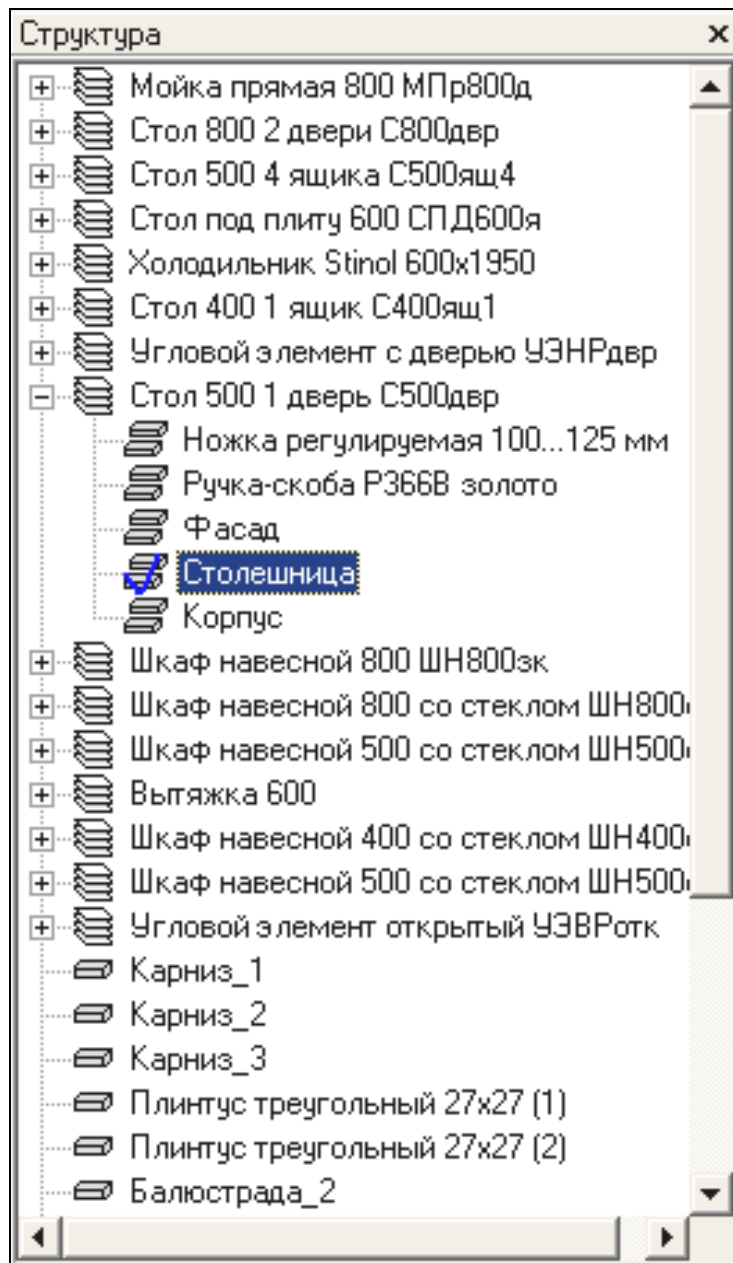 Структура
Мойка прямая 800 МПр800д
Стол 800 2 двери С800двр
Стол 500 4 ящика С500ящ4
Стол под плиту 600 СПД600я
Холодильник Stinol 600x1950
Стол 400 1 ящик С400ящ1
Угловой элемент с дверью УЭНРдвр
Стол 500 1 дверь С500двр
Ножка регулируемая 100...125 мм
Ручка-скоба Р366В золото
Фасад
Столешница
Корпус
Шкаф навесной 800 ШН800зк
Шкаф навесной 800 со стеклом ШН800
Шкаф навесной 500 со стеклом ШН500
Вытяжка 600
Шкаф навесной 400 со стеклом ШН400
Шкаф навесной 500 со стеклом ШН500
Угловой элемент открытый УЭВРотк
Карниз_1
Карниз_2
Карниз_3
Плинтус треугольный 27x27 (1)
Плинтус треугольный 27x27 (2)
Балюстрада_2